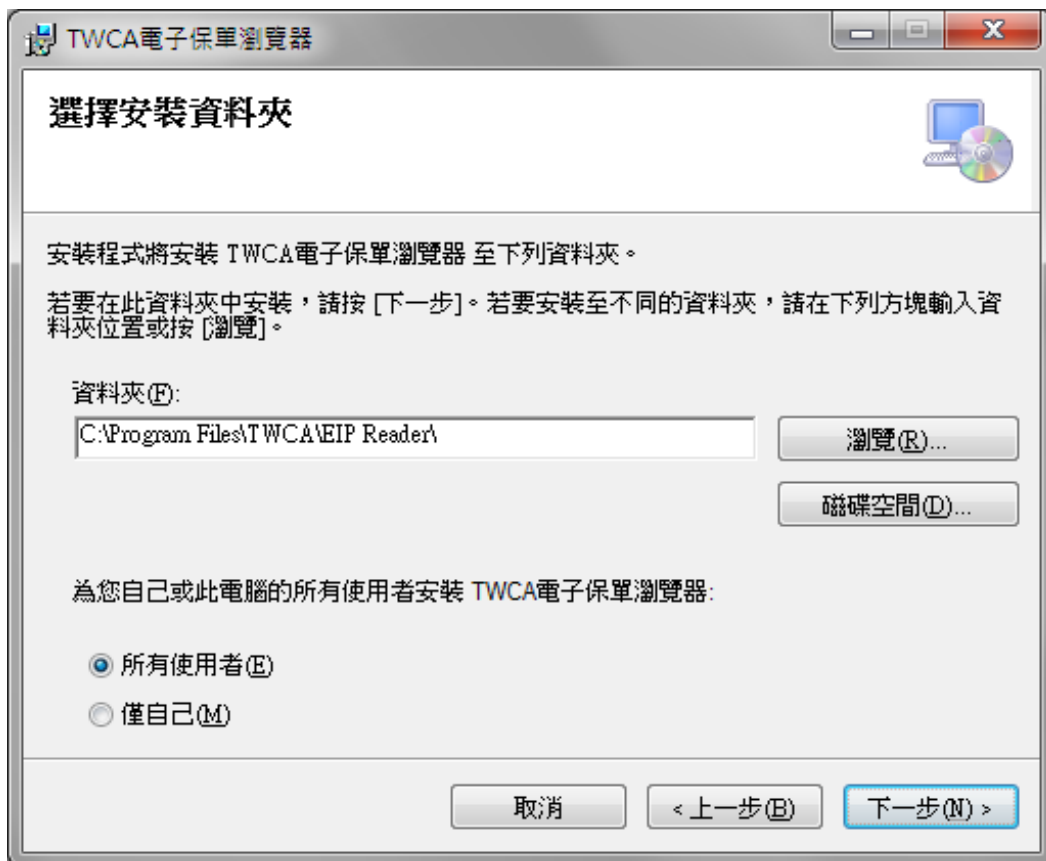 TWCA電子保單瀏覽器
選擇安裝資料夾
安裝程式將安裝 TWCA電子保單瀏覽器 至下列資料夾。
若要在此資料夾中安裝，請按 [下一步]。若要安裝至不同的資料夾，請在下列方塊輸入資
料夾位置或按 [瀏覽]。
資料夾(F):
C:\Program Files\TWCA\EIP Reader\
瀏覽(R)...
磁碟空間(D)...
為您自己或此電腦的所有使用者安裝 TWCA電子保單瀏覽器:
所有使用者(E)
僅自己(M)
取消
<上一步(B)
下一步(N) >